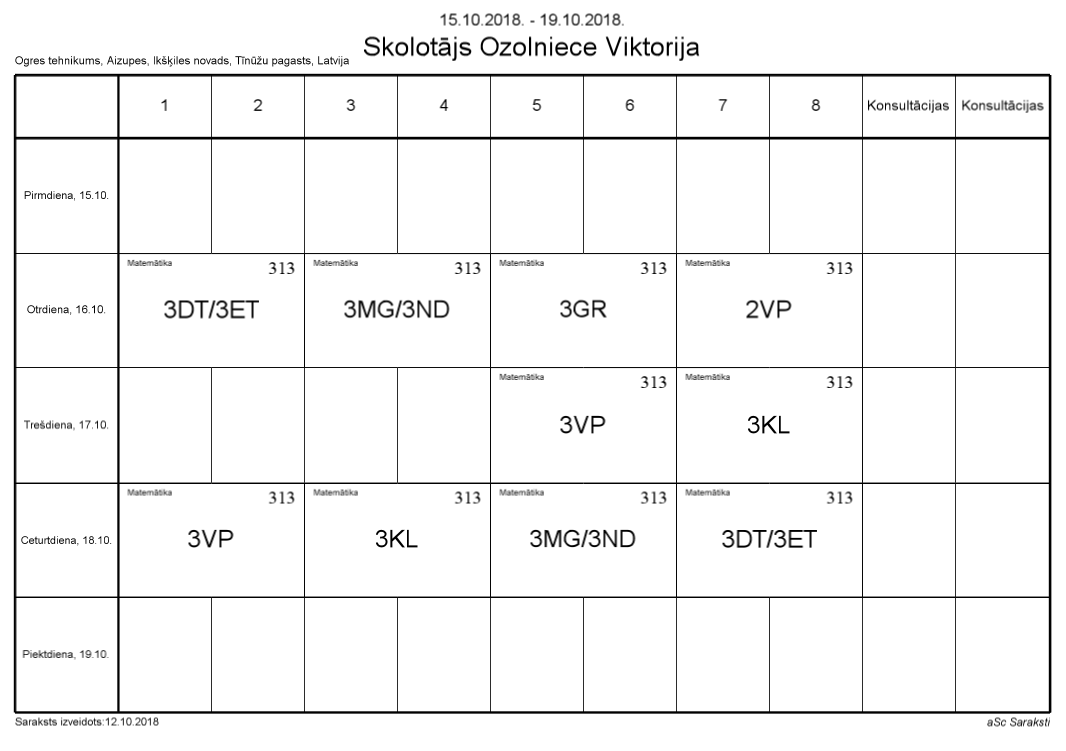 15.10.2018. - 19.10.2018.
Skolotājs Ozolniece Viktorija
Ogres tehnikums, Aizupes, Ikšķiles novads, Tīnūžu pagasts, Latvija
1 2 3 4 5 6 7 8 Konsultācijas Konsultācijas
Pirmdiena, 15.10.
Matemātika 313 Matemātika 313 Matemātika 313 Matemātika 313
Otrdiena, 16.10. 3DT/3ET 3MG/3ND 3GR 2VP
Matemātika 313 Matemātika 313
Trešdiena, 17.10. 3VP 3KL
Matemātika 313 Matemātika 313 Matemātika 313 Matemātika 313
Ceturtdiena, 18.10. 3VP 3KL 3MG/3ND 3DT/3ET
Piektdiena, 19.10.
Saraksts izveidots:12.10.2018 aSc Saraksti